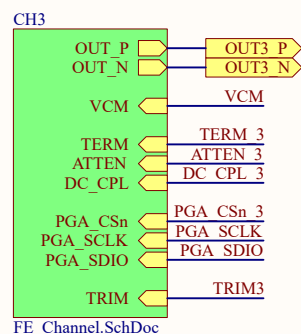 CH3
OUT_P OUT3_P
OUT_N OUT3_N
VCM VCM
TERM TERM_3
ATTEN ATTEN_3
DC_CPL DC_CPL_3
PGA_CSn PGA_CSn_3
PGA_SCLK PGA_SCLK
PGA_SDIO PGA_SDIO
TRIM TRIM3
FE_Channel.SchDoc